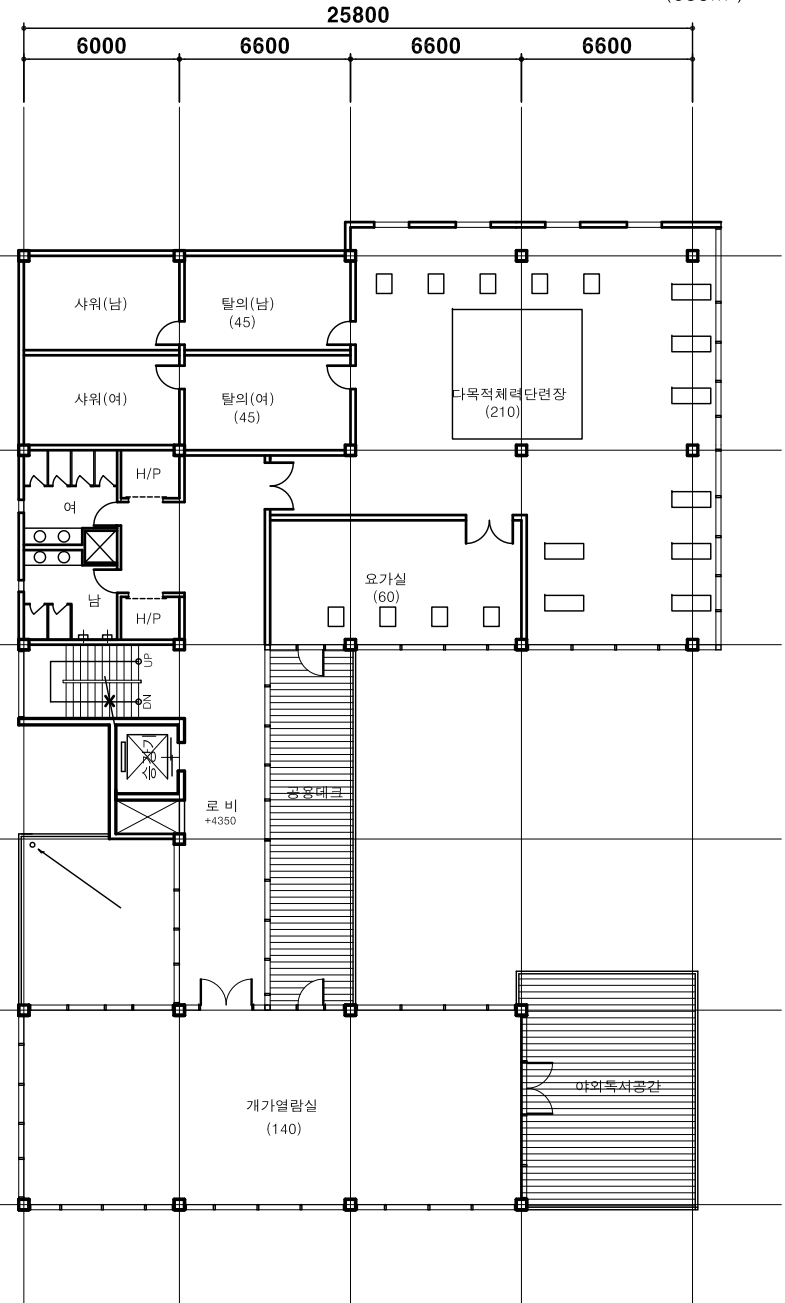 25800
6000
6600
6600
6600
샤워(남)
탈의(남)
(45)
샤워(여)
탈의(여)
(45)
다목적체력단련장
(210)
H/P
여
요가실
(60)
남
H/P
UP
DN
승강기
로 비
+4350
공용데크
야외독서공간
개가열람실
(140)